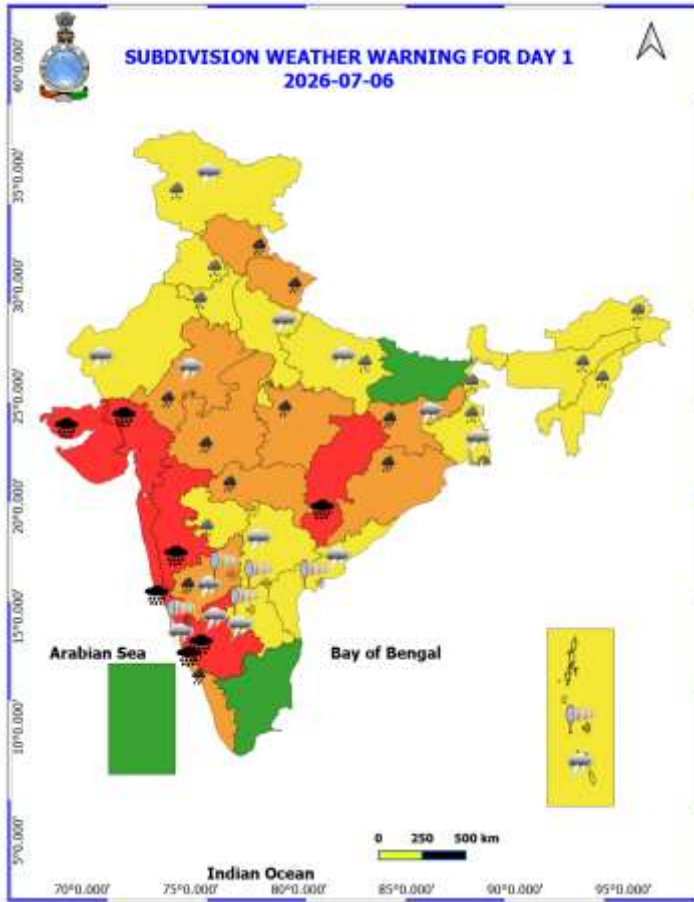 SUBDIVISION WEATHER WARNING FOR DAY 1
2026-07-06
40°0.000'
35°0.000'
30°0.000'
25°0.000'
20°0.000'
15°0.000'
10°0.000'
5°0.000'
Arabian Sea
Bay of Bengal
0 250 500 km
Indian Ocean
70°0.000' 75°0.000' 80°0.000' 85°0.000' 90°0.000' 95°0.000'